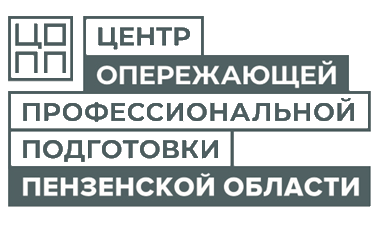 ЦО
ПП
ЦЕНТР
ОПЕРЕЖАЮЩЕЙ
ПРОФЕССИОНАЛЬНОЙ
ПОДГОТОВКИ
ПЕНЗЕНСКОЙ ОБЛАСТИ